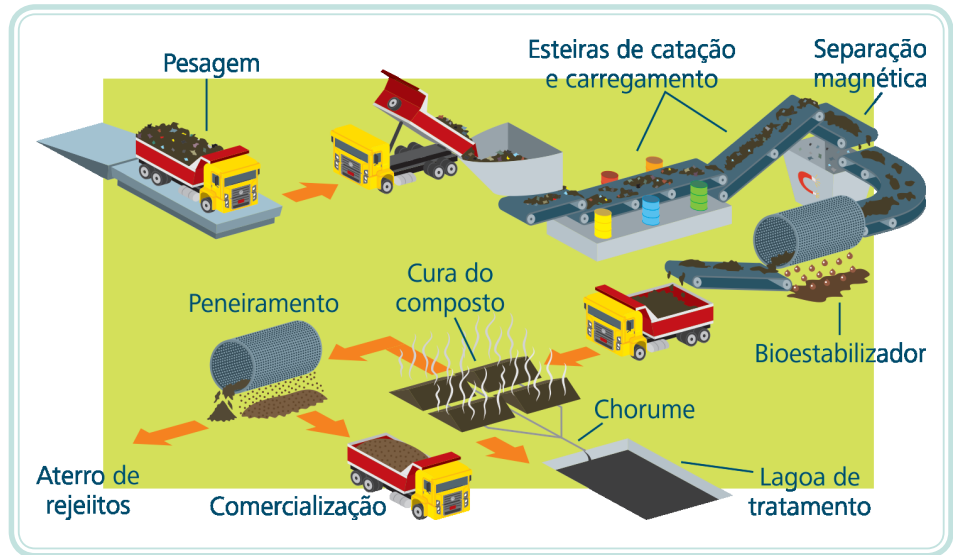 Pesagem
Esteiras de catação
e carregamento
Separação
magnética
Cura do
composto
Peneiramento
Bioestabilizador
Chorume
Aterro de
rejeiitos
Comercialização
Lagoa de
tratamento